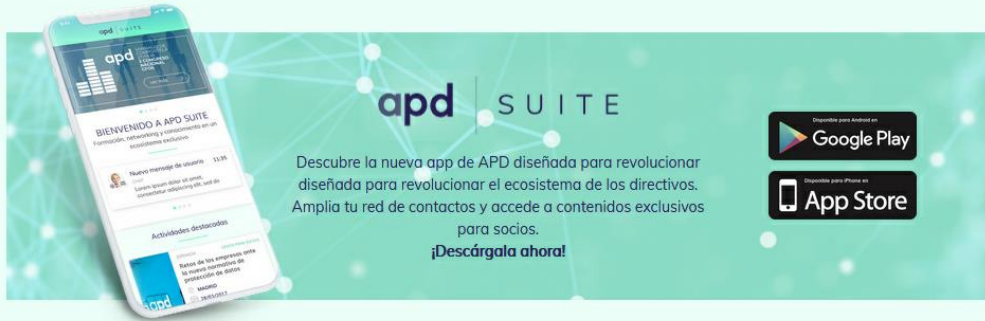 apd SUITE
apd
BIENVENIDO A APD SUITE
Formación, networking y conocimiento en un
ecosistema exclusivo
Nuevo mensaje de usuario 11:35
Lorem ipsum dolor sit amet,
consectetur adipiscing elit, sed do
Actividades destacadas
Retos de las empresas ante
la nueva normativa de
protección de datos
MADRID
28/03/2017
apd
apd SUITE
Descubre la nueva app de APD diseñada para revolucionar
diseñada para revolucionar el ecosistema de los directivos.
Amplia tu red de contactos y accede a contenidos exclusivos
para socios.
¡Descárgala ahora!
Disponible para Android en
Google Play
Disponible para iPhone en
App Store